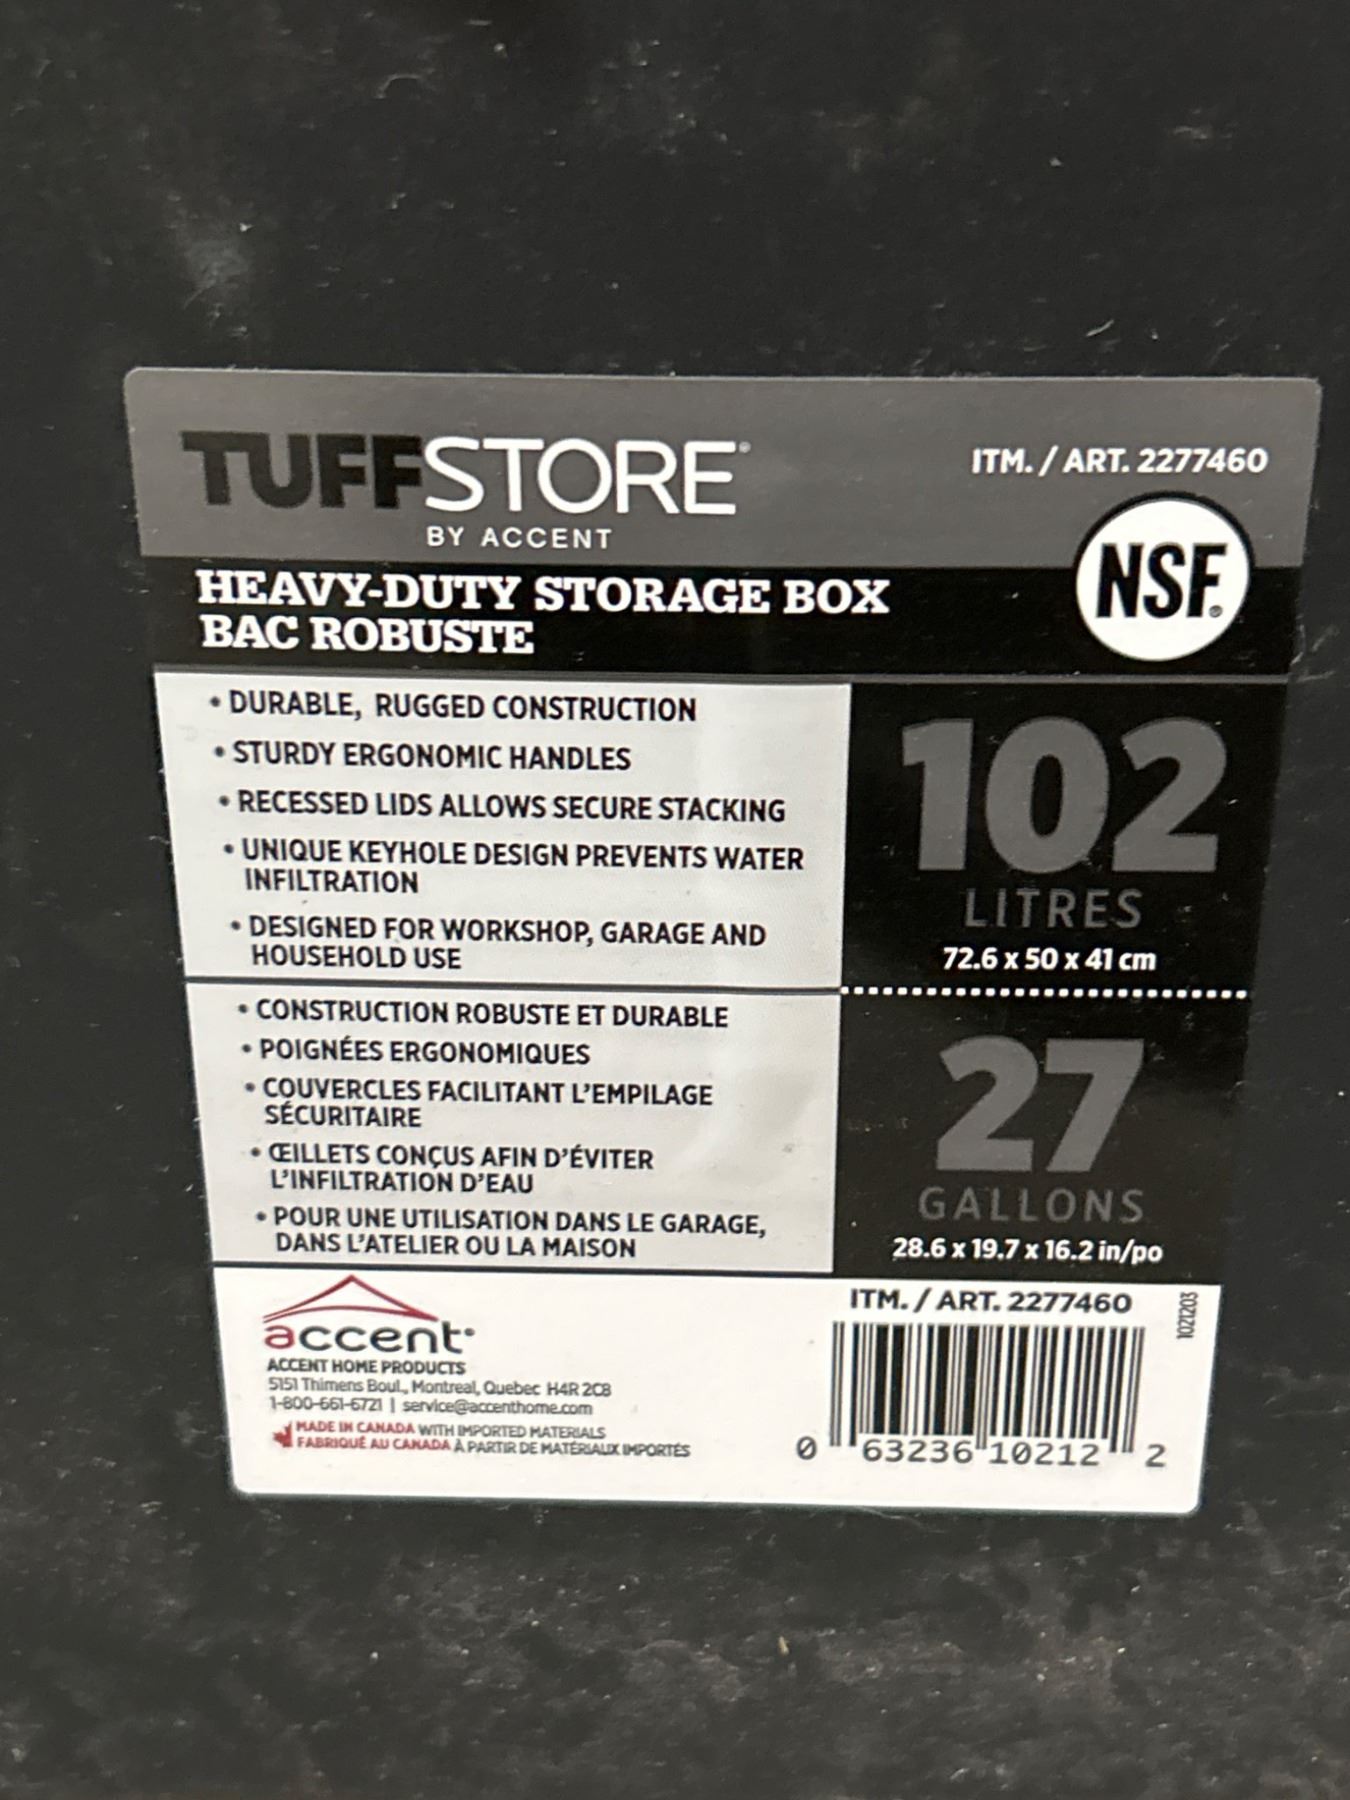 TUFFSTORE®
BY ACCENT
ITM. / ART. 2277460
NSF®
HEAVY-DUTY STORAGE BOX
BAC ROBUSTE
• DURABLE, RUGGED CONSTRUCTION
• STURDY ERGONOMIC HANDLES
• RECESSED LIDS ALLOWS SECURE STACKING
• UNIQUE KEYHOLE DESIGN PREVENTS WATER
INFILTRATION
• DESIGNED FOR WORKSHOP, GARAGE AND
HOUSEHOLD USE
102
LITRES
72.6 x 50 x 41 cm
• CONSTRUCTION ROBUSTE ET DURABLE
• POIGNÉES ERGONOMIQUES
• COUVERCLES FACILITANT L'EMPILAGE
SÉCURITAIRE
• ŒILLETS CONÇUS AFIN D'ÉVITER
L'INFILTRATION D'EAU
• POUR UNE UTILISATION DANS LE GARAGE,
DANS L'ATELIER OU LA MAISON
27
GALLONS
28.6 x 19.7 x 16.2 in/po
accent®
ACCENT HOME PRODUCTS
5151 Thimens Boul., Montreal, Quebec H4R 2C8
1-800-661-6721 | service@accenthome.com
MADE IN CANADA WITH IMPORTED MATERIALS
FABRIQUÉ AU CANADA À PARTIR DE MATÉRIAUX IMPORTÉS
ITM. / ART. 2277460
1021203
0 63236 10212 2